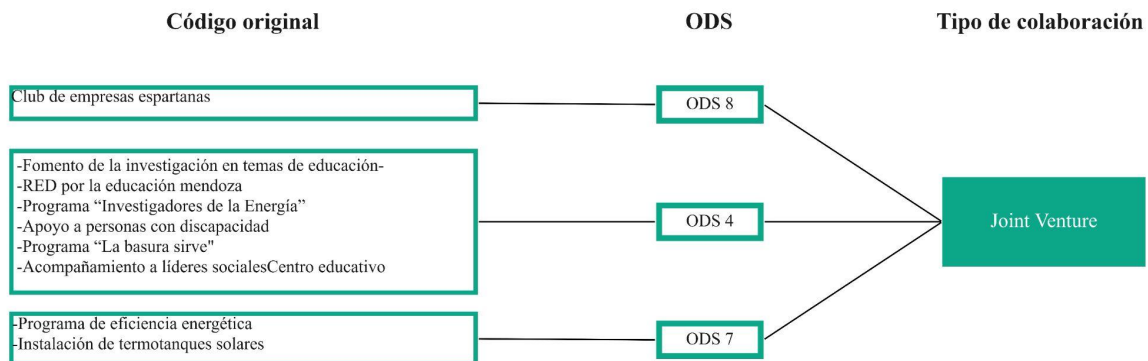 Código original
ODS
Tipo de colaboración
Club de empresas espartanas
ODS 8
-Fomento de la investigación en temas de educación-
-RED por la educación mendoza
-Programa “Investigadores de la Energía”
-Apoyo a personas con discapacidad
-Programa “La basura sirve"
-Acompañamiento a líderes socialesCentro educativo
ODS 4
Joint Venture
-Programa de eficiencia energética
-Instalación de termotanques solares
ODS 7